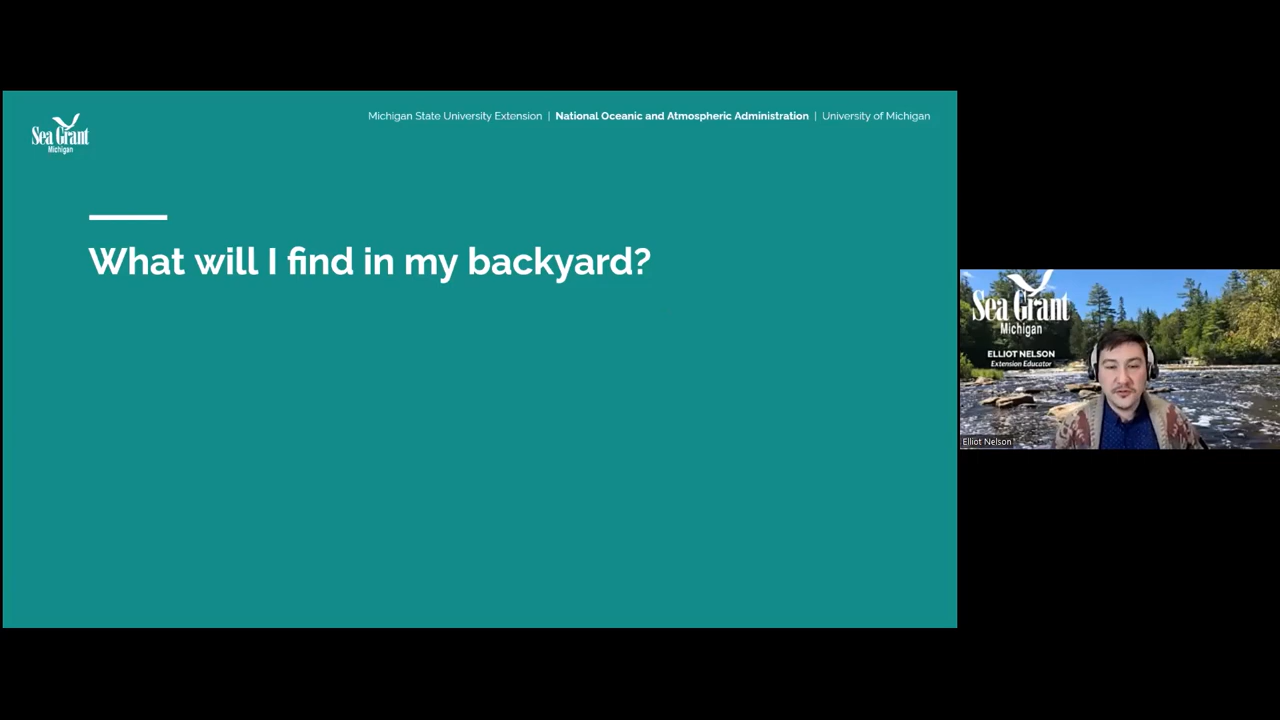 Sea Grant
Michigan
Michigan State University Extension | National Oceanic and Atmospheric Administration | University of Michigan
What will I find in my backyard?
Sea Grant
Michigan
ELLIOT NELSON
Extension Educator
Elliot Nelson